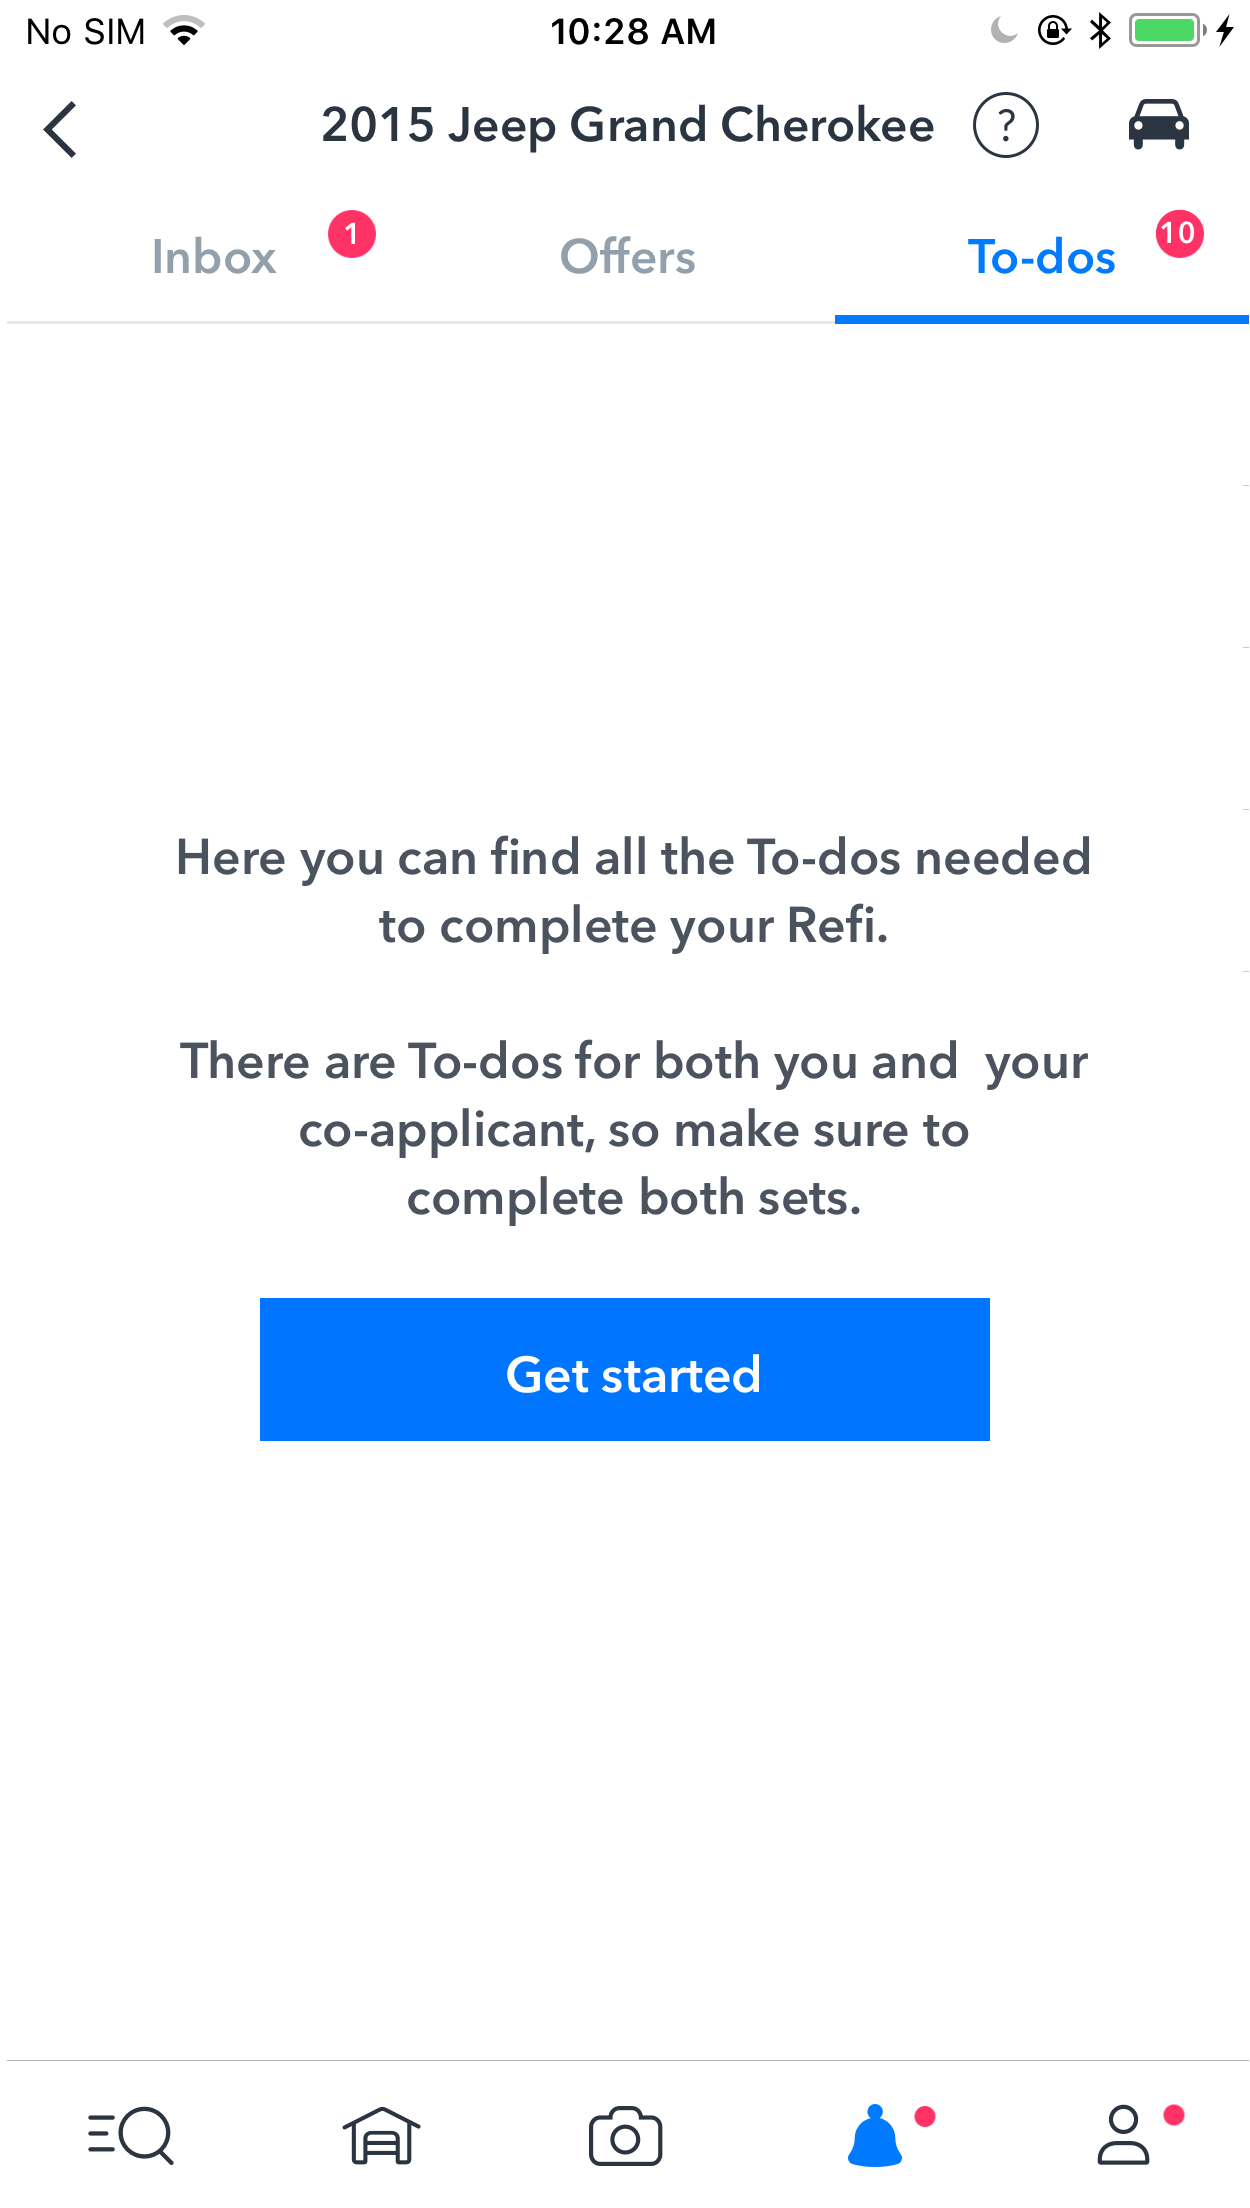 No SIM 10:28 AM
2015 Jeep Grand Cherokee ?
Inbox 1 Offers To-dos 10
Here you can find all the To-dos needed
to complete your Refi.
There are To-dos for both you and  your
co-applicant, so make sure to
complete both sets.
Get started